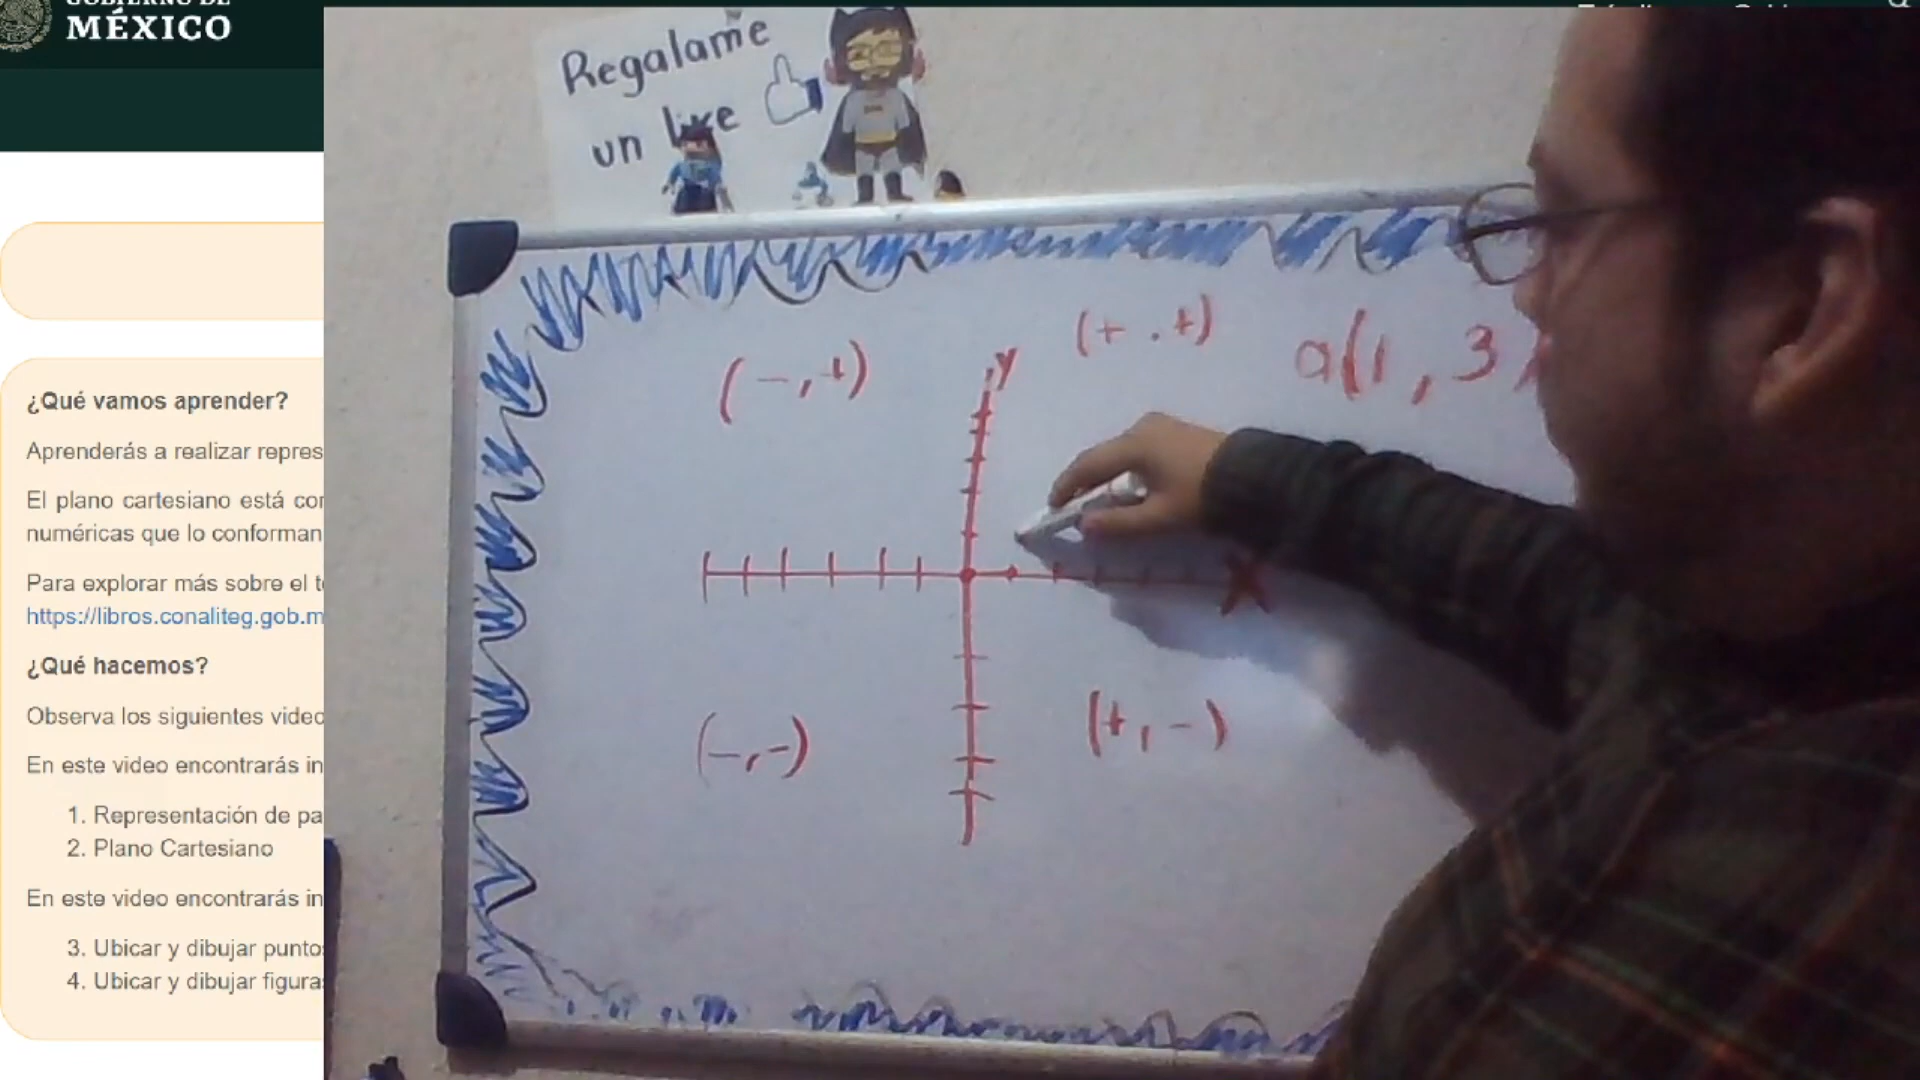 GOBIERNO DE
MÉXICO
¿Qué vamos aprender?
Aprenderás a realizar repres
El plano cartesiano está cor
numéricas que lo conforman
Para explorar más sobre el t
https://libros.conaliteg.gob.m
¿Qué hacemos?
Observa los siguientes video
En este video encontrarás in
1. Representación de pa
2. Plano Cartesiano
En este video encontrarás in
3. Ubicar y dibujar punto
4. Ubicar y dibujar figura
Regalame
un like
(-,+)
y
(+.+)
a(1,3)
x
(-,-)
(+,-)